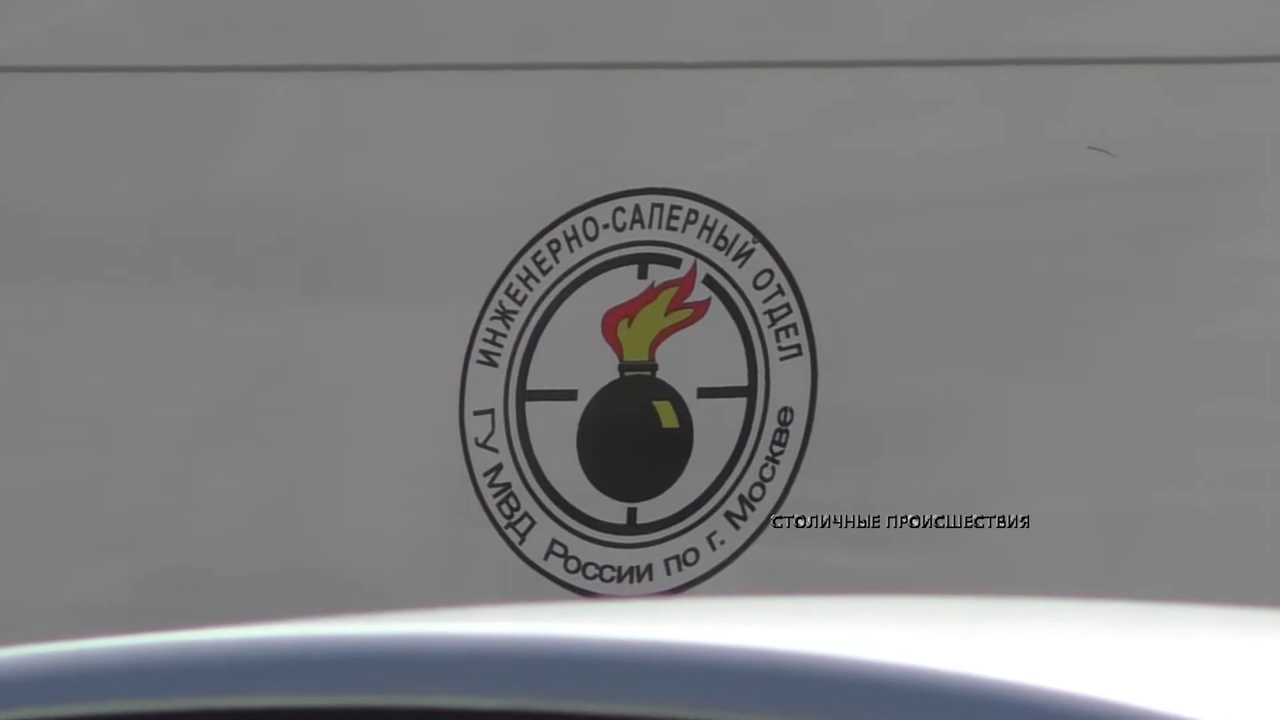 ИНЖЕНЕРНО-САПЕРНЫЙ ОТДЕЛ
ГУ МВД России по г. Москве
СТОЛИЧНЫЕ ПРОИСШЕСТВИЯ